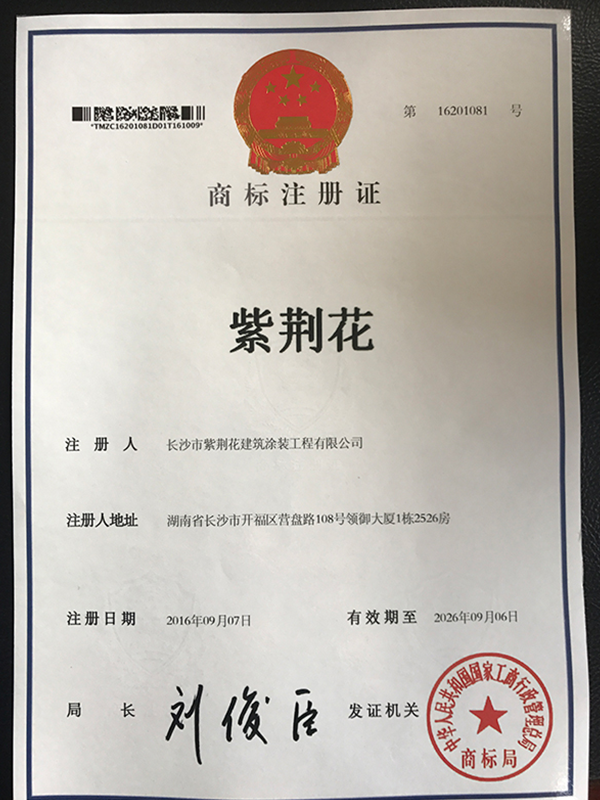 *TMZC16201081D01T161009*
第 16201081 号
商标注册证
紫荆花
注册人 长沙市紫荆花建筑涂装工程有限公司
注册人地址 湖南省长沙市开福区营盘路108号领御大厦1栋2526房
注册日期 2016年09月07日 有效期至 2026年09月06日
局长 刘俊臣 发证机关
中华人民共和国国家工商行政管理总局
商标局